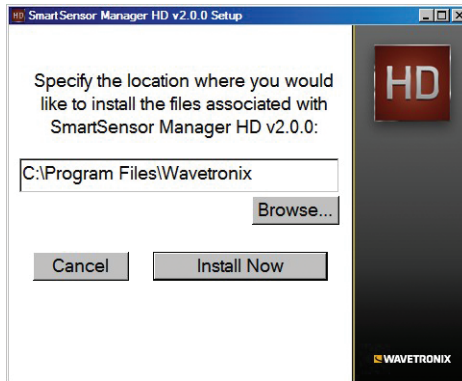 HD SmartSensor Manager HD v2.0.0 Setup
Specify the location where you would
like to install the files associated with
SmartSensor Manager HD v2.0.0:
C:\Program Files\Wavetronix
Browse...
Cancel
Install Now
HD
WAVETRONIX